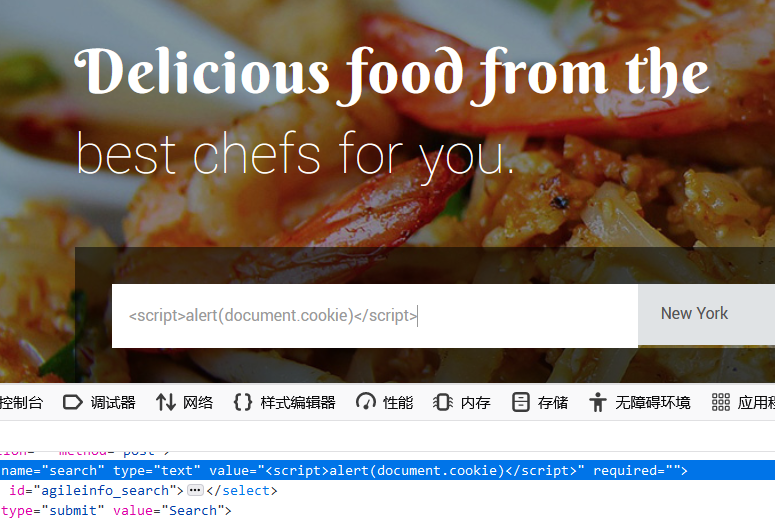 Delicious food from the
best chefs for you.
<script>alert(document.cookie)</script>
New York
控制台 调试器 网络 样式编辑器 性能 内存 存储 无障碍环境 应用程
method="post">
name="search" type="text" value="<script>alert(document.cookie)</script>" required="">
id="agileinfo_search"></select>
type="submit" value="Search">